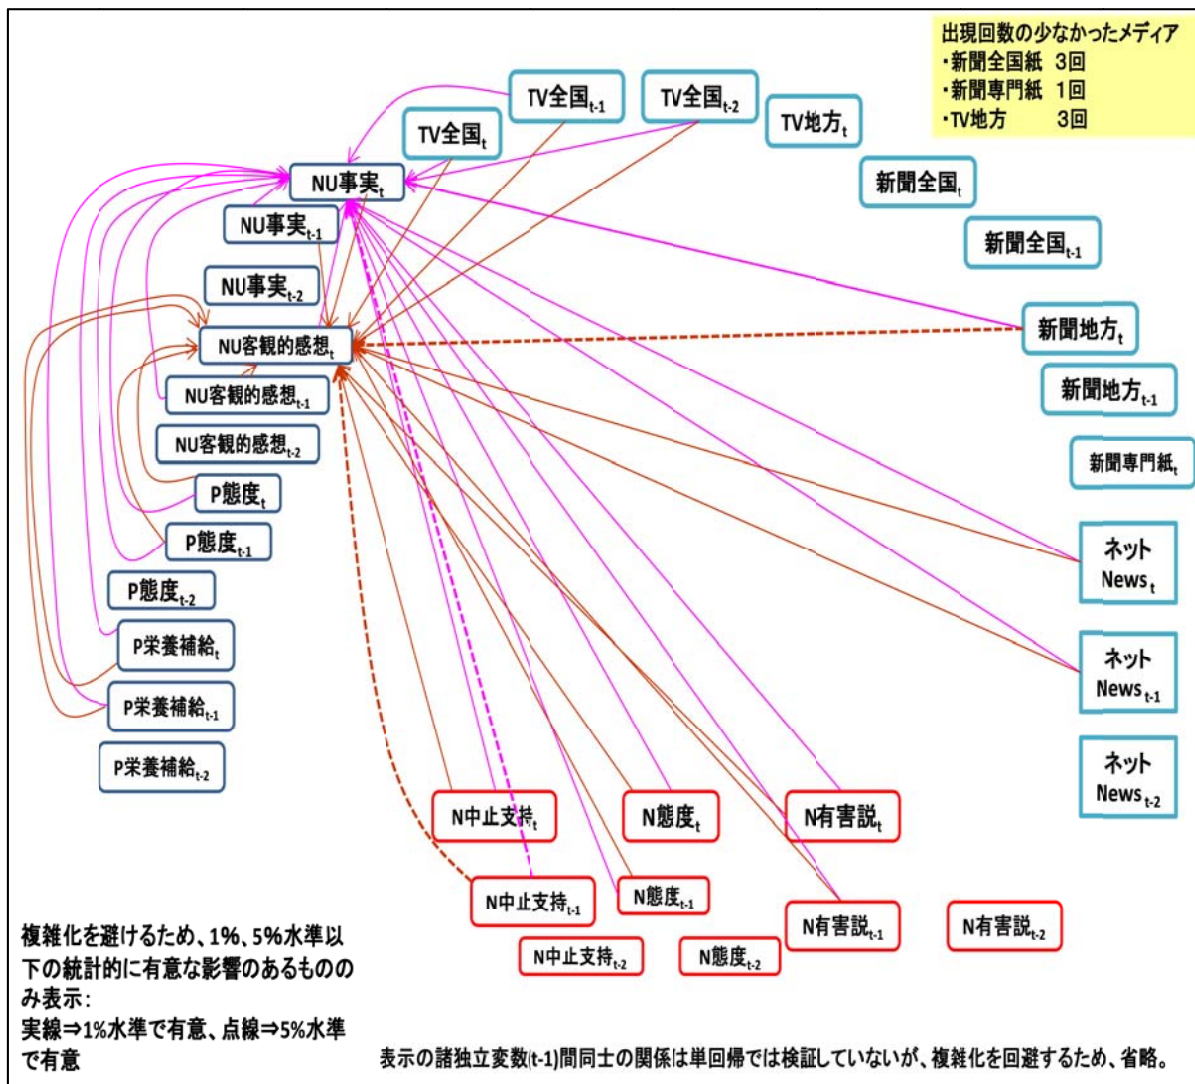 出現回数の少なかったメディア
・新聞全国紙 3回
・新聞専門紙 1回
・TV地方 3回
TV全国t-1
TV全国t-2
TV地方t
TV全国t
新聞全国t
NU事実t
NU事実t-1
新聞全国t-1
NU事実t-2
新聞地方t
NU客観的感想t
新聞地方t-1
NU客観的感想t-1
NU客観的感想t-2
新聞専門紙t
P態度t
P態度t-1
ネット
Newst
P態度t-2
P栄養補給t
ネット
Newst-1
P栄養補給t-1
P栄養補給t-2
ネット
Newst-2
N中止支持t
N態度t
N有害説t
N中止支持t-1
N態度t-1
N有害説t-1
N有害説t-2
N中止支持t-2
N態度t-2
複雑化を避けるため、1%、5%水準以
下の統計的に有意な影響のあるものの
み表示：
実線⇒1%水準で有意、点線⇒5%水準
で有意
表示の諸独立変数(t-1)間同士の関係は単回帰では検証していないが、複雑化を回避するため、省略。